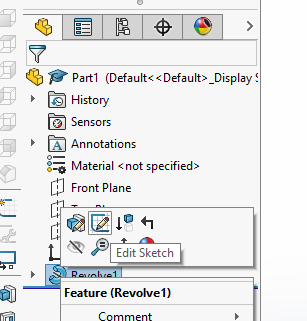 Part1 (Default<<Default>_Display S
History
Sensors
Annotations
Material <not specified>
Front Plane
Edit Sketch
Revolve1
Feature (Revolve1)
Comment